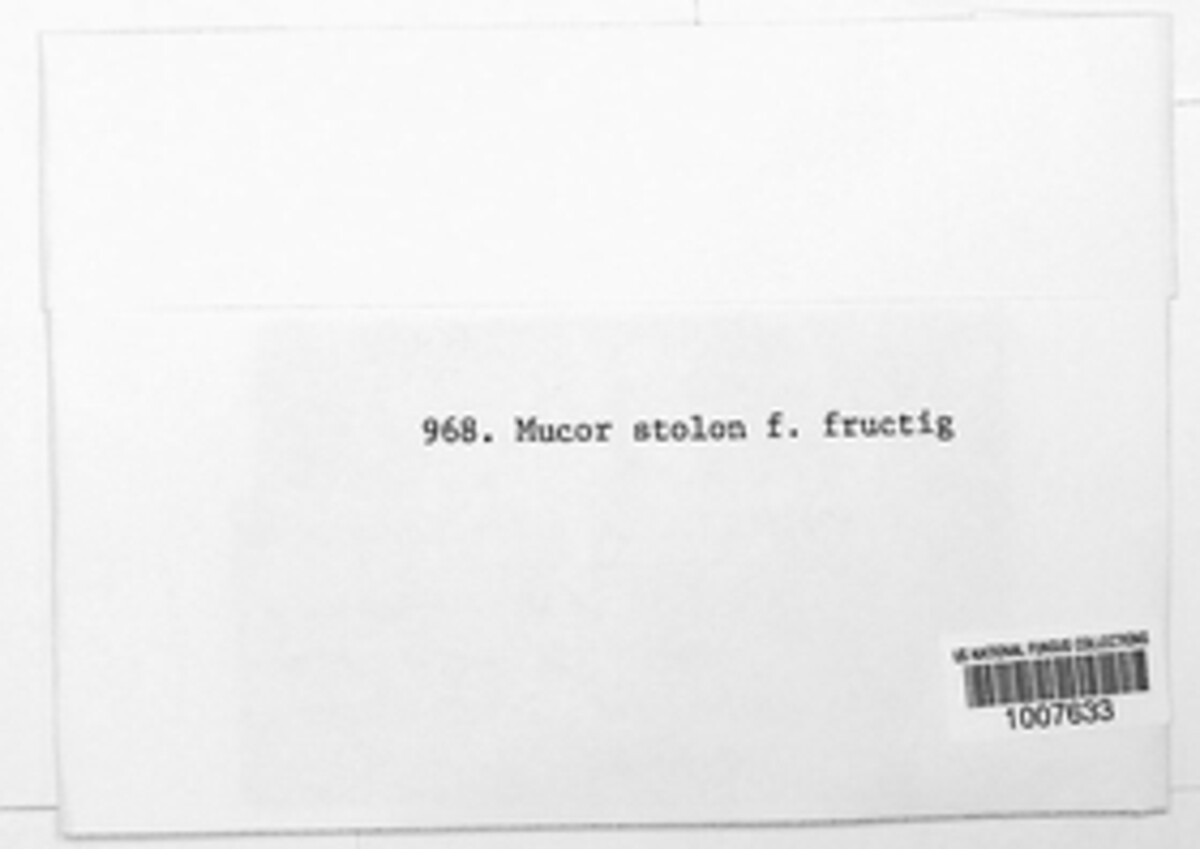 968. Mucor stolon f. fructig
US NATIONAL FUNGUS COLLECTIONS
1007633